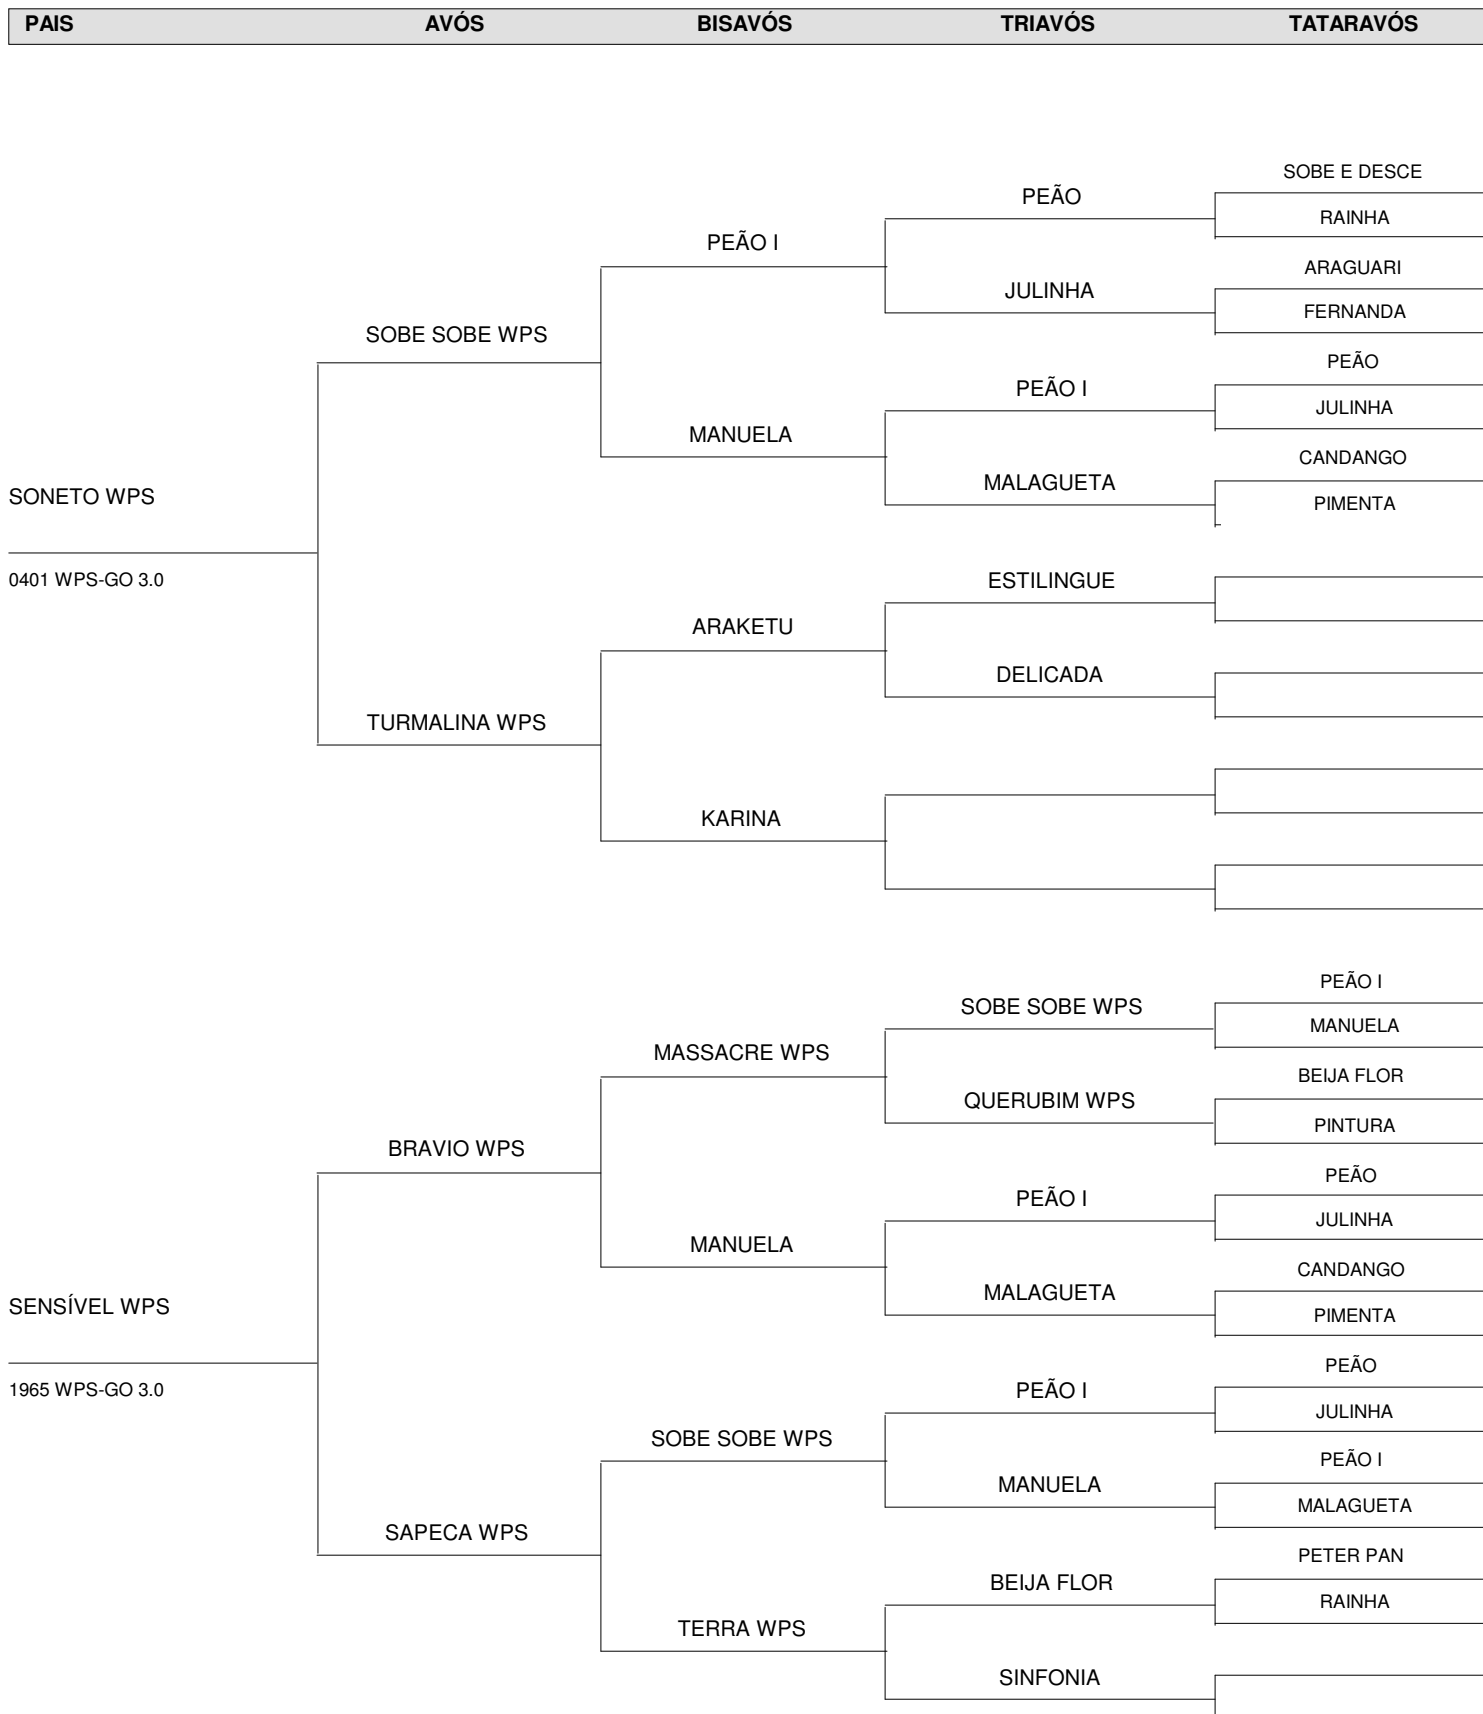 PAIS AVÓS BISAVÓS TRIAVÓS TATARAVÓS
SOBE E DESCE
PEÃO
RAINHA
PEÃO I
ARAGUARI
JULINHA
FERNANDA
SOBE SOBE WPS
PEÃO
PEÃO I
JULINHA
MANUELA
CANDANGO
MALAGUETA
SONETO WPS
PIMENTA
0401 WPS-GO 3.0
ESTILINGUE
ARAKETU
DELICADA
TURMALINA WPS
KARINA
PEÃO I
SOBE SOBE WPS
MANUELA
MASSACRE WPS
BEIJA FLOR
QUERUBIM WPS
PINTURA
BRAVIO WPS
PEÃO
PEÃO I
JULINHA
MANUELA
CANDANGO
MALAGUETA
SENSÍVEL WPS
PIMENTA
PEÃO
1965 WPS-GO 3.0
PEÃO I
JULINHA
SOBE SOBE WPS
PEÃO I
MANUELA
MALAGUETA
SAPECA WPS
PETER PAN
BEIJA FLOR
RAINHA
TERRA WPS
SINFONIA